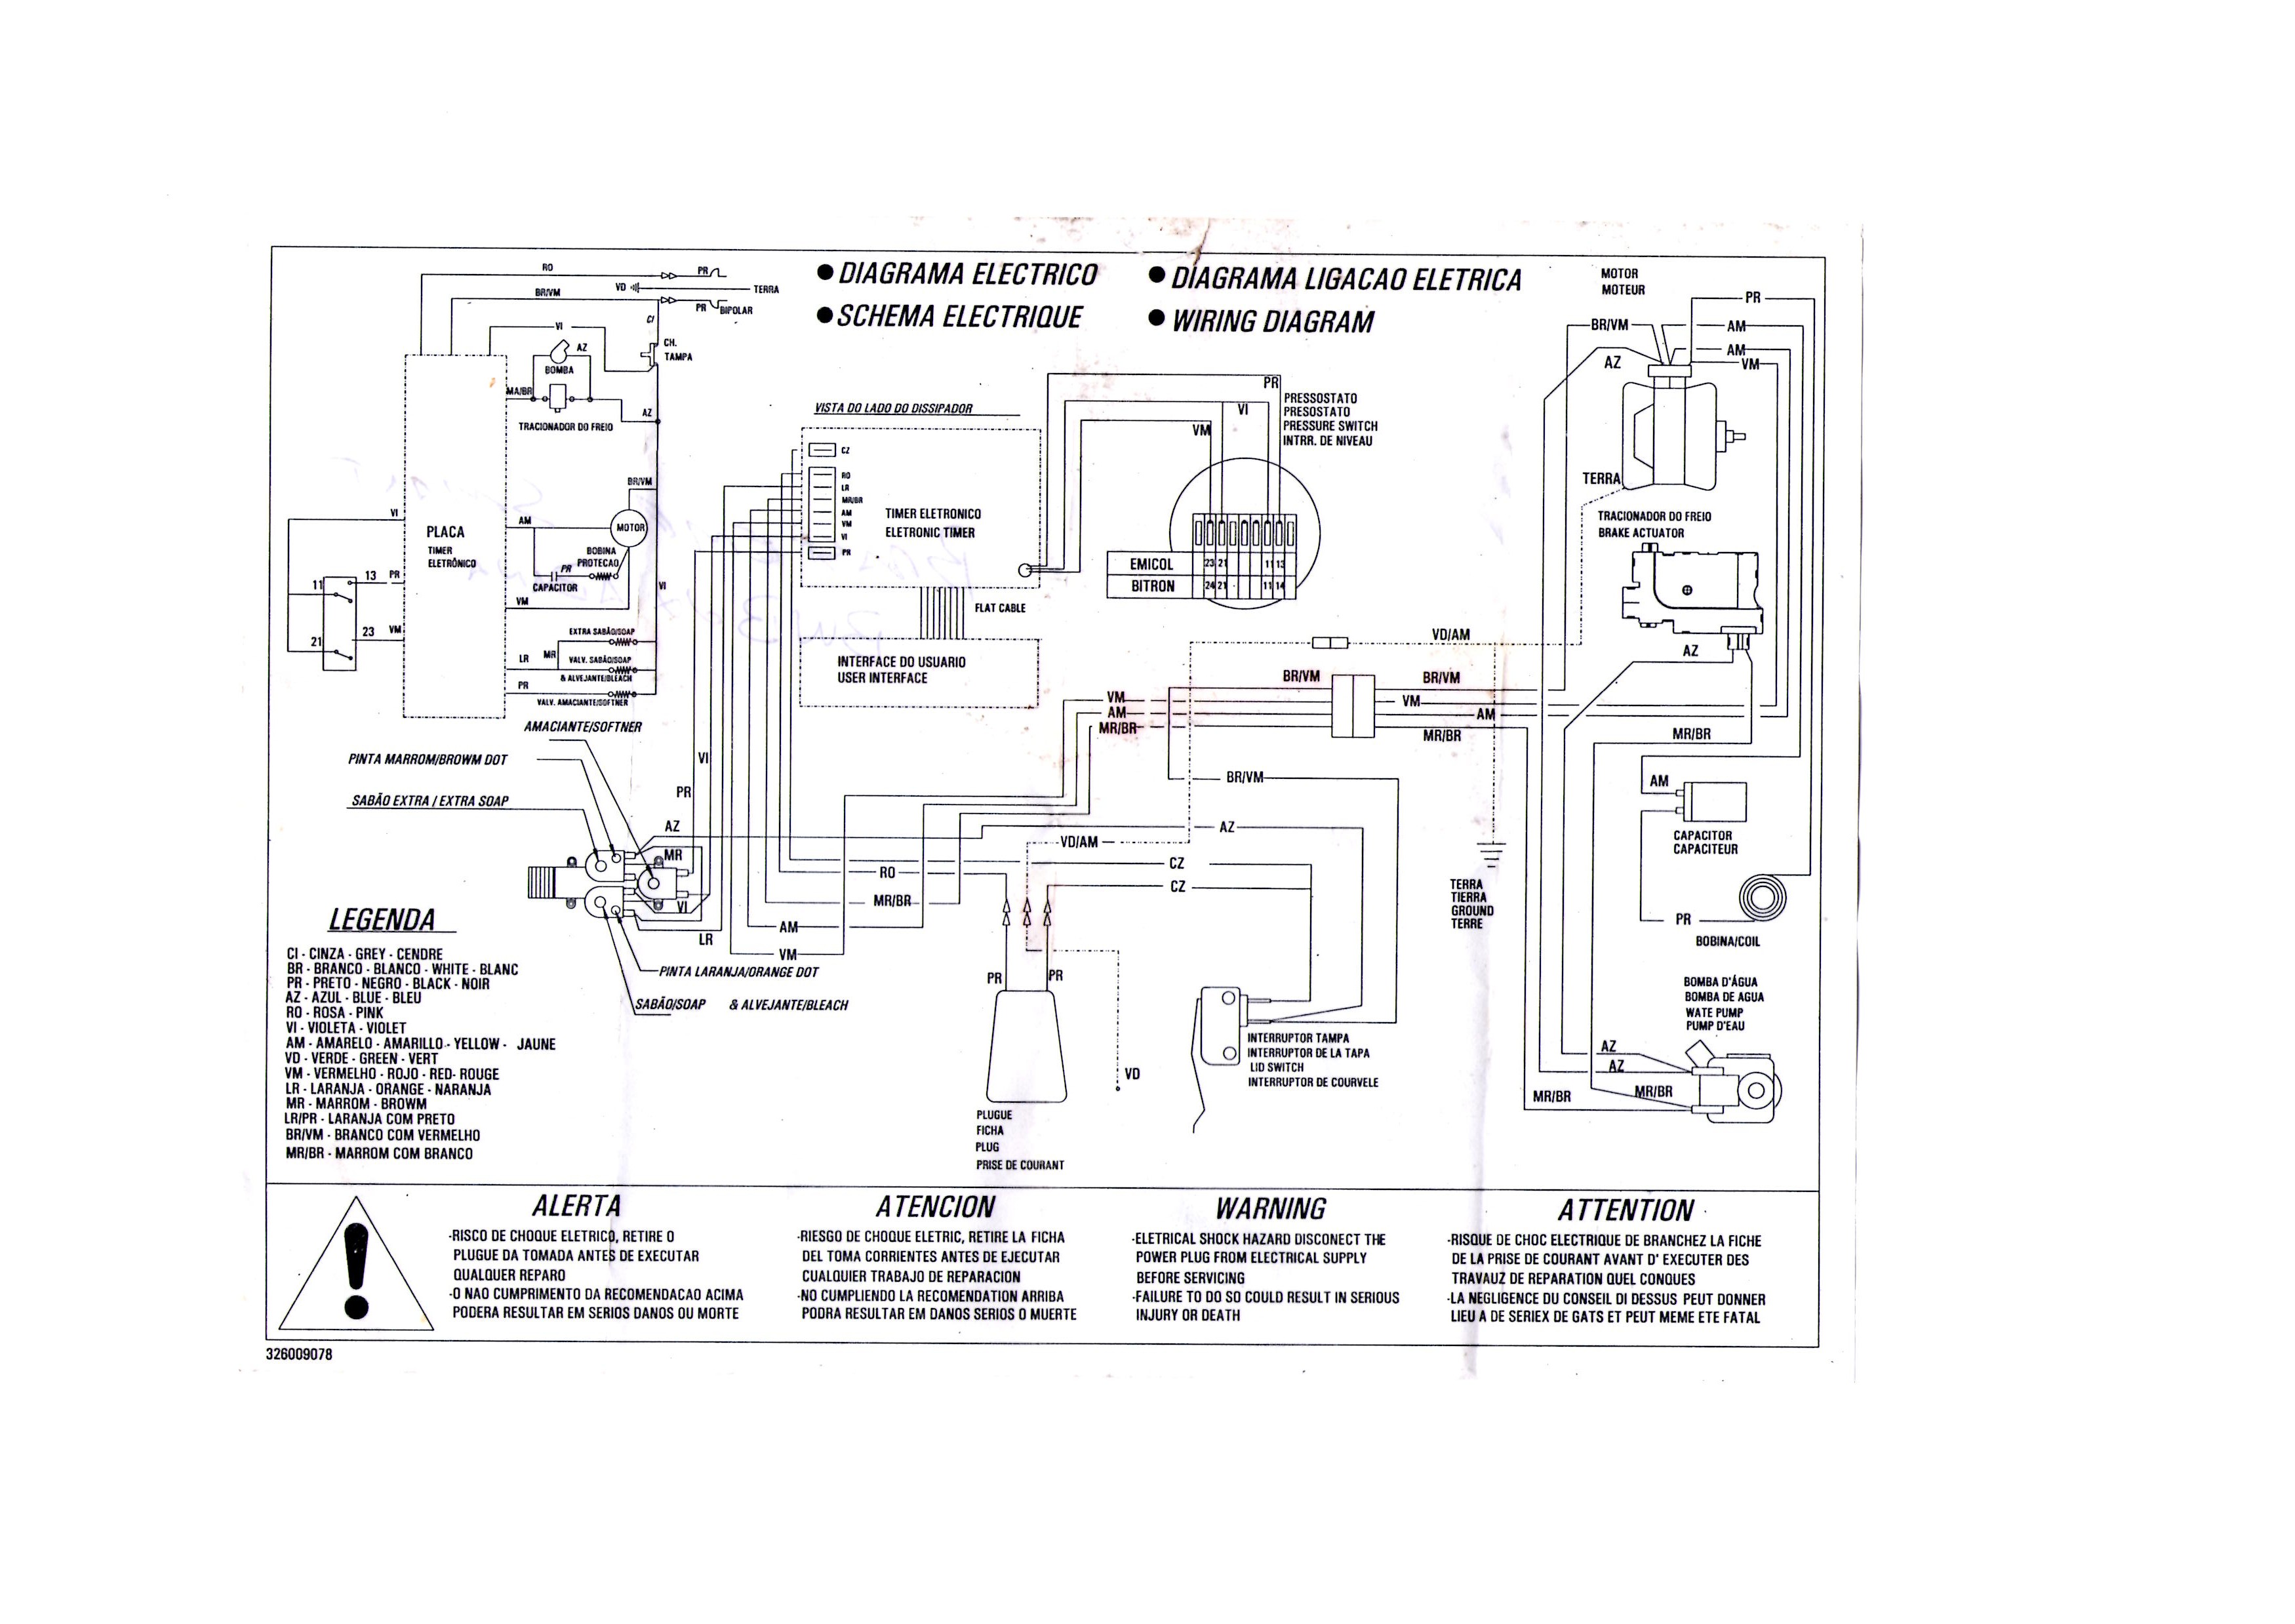 ● DIAGRAMA ELECTRICO
● DIAGRAMA LIGACAO ELETRICA
● SCHEMA ELECTRIQUE
● WIRING DIAGRAM
RO
PR
VD
TERRA
BR/VM
PR
BIPOLAR
CI
VI
CH.
TAMPA
AZ
BOMBA
MA/BR
AZ
TRACIONADOR DO FREIO
BR/VM
VI
AM
MOTOR
PLACA
TIMER
ELETRÔNICO
BOBINA
PROTECAO
PR
CAPACITOR
11
13
PR
VM
VI
21
23
VM
EXTRA SABÃO/SOAP
LR
MR
VALV. SABÃO/SOAP
& ALVEJANTE/BLEACH
PR
VALV. AMACIANTE/SOFTNER
VISTA DO LADO DO DISSIPADOR
CZ
RO
LR
MR/BR
AM
VM
VI
PR
TIMER ELETRONICO
ELETRONIC TIMER
FLAT CABLE
INTERFACE DO USUARIO
USER INTERFACE
PR
VI
VM
PRESSOSTATO
PRESOSTATO
PRESSURE SWITCH
INTRR. DE NIVEAU
EMICOL
23
21
11
13
BITRON
24
21
-
11
14
MOTOR
MOTEUR
PR
BR/VM
AM
AM
AZ
VM
TERRA
TRACIONADOR DO FREIO
BRAKE ACTUATOR
AZ
VD/AM
BR/VM
BR/VM
VM
VM
AM
AM
MR/BR
MR/BR
MR/BR
BR/VM
AM
CAPACITOR
CAPACITEUR
PR
BOBINA/COIL
TERRA
TIERRA
GROUND
TERRE
BOMBA D'ÁGUA
BOMBA DE AGUA
WATE PUMP
PUMP D'EAU
AZ
AZ
MR/BR
MR/BR
AMACIANTE/SOFTNER
PINTA MARROM/BROWM DOT
SABÃO EXTRA / EXTRA SOAP
VI
PR
AZ
MR
VI
LR
PINTA LARANJA/ORANGE DOT
SABÃO/SOAP & ALVEJANTE/BLEACH
AZ
VD/AM
CZ
RO
CZ
MR/BR
AM
VM
PR
PR
VD
PLUGUE
FICHA
PLUG
PRISE DE COURANT
INTERRUPTOR TAMPA
INTERRUPTOR DE LA TAPA
LID SWITCH
INTERRUPTOR DE COURVELE
LEGENDA
CI - CINZA - GREY - CENDRE
BR - BRANCO - BLANCO - WHITE - BLANC
PR - PRETO - NEGRO - BLACK - NOIR
AZ - AZUL - BLUE - BLEU
RO - ROSA - PINK
VI - VIOLETA - VIOLET
AM - AMARELO - AMARILLO - YELLOW - JAUNE
VD - VERDE - GREEN - VERT
VM - VERMELHO - ROJO - RED- ROUGE
LR - LARANJA - ORANGE - NARANJA
MR - MARROM - BROWM
LR/PR - LARANJA COM PRETO
BR/VM - BRANCO COM VERMELHO
MR/BR - MARROM COM BRANCO
ALERTA
-RISCO DE CHOQUE ELETRICO, RETIRE O
PLUGUE DA TOMADA ANTES DE EXECUTAR
QUALQUER REPARO
-O NAO CUMPRIMENTO DA RECOMENDACAO ACIMA
PODERA RESULTAR EM SERIOS DANOS OU MORTE
ATENCION
-RIESGO DE CHOQUE ELETRIC, RETIRE LA FICHA
DEL TOMA CORRIENTES ANTES DE EJECUTAR
CUALQUIER TRABAJO DE REPARACION
-NO CUMPLIENDO LA RECOMENDATION ARRIBA
PODRA RESULTAR EM DANOS SERIOS O MUERTE
WARNING
-ELETRICAL SHOCK HAZARD DISCONECT THE
POWER PLUG FROM ELECTRICAL SUPPLY
BEFORE SERVICING
-FAILURE TO DO SO COULD RESULT IN SERIOUS
INJURY OR DEATH
ATTENTION
-RISQUE DE CHOC ELECTRIQUE DE BRANCHEZ LA FICHE
DE LA PRISE DE COURANT AVANT D' EXECUTER DES
TRAVAUZ DE REPARATION QUEL CONQUES
-LA NEGLIGENCE DU CONSEIL DI DESSUS PEUT DONNER
LIEU A DE SERIEX DE GATS ET PEUT MEME ETE FATAL
326009078